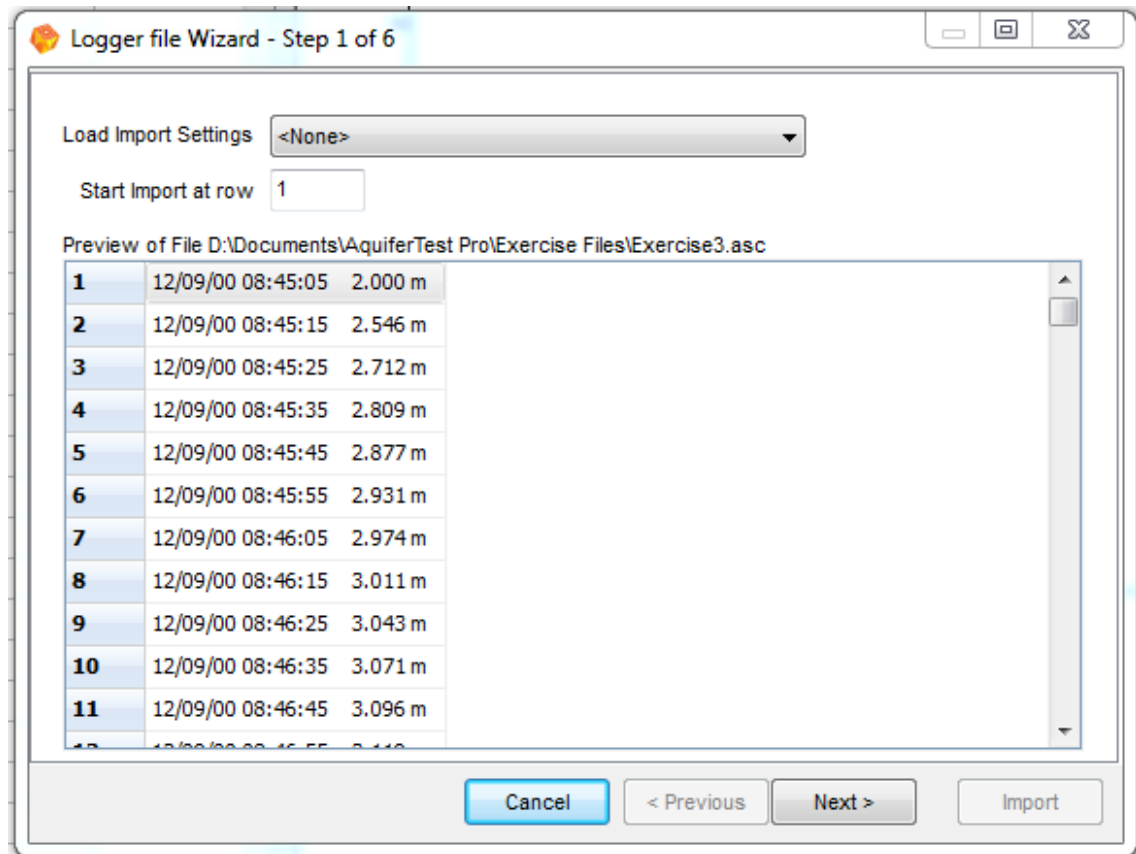 Logger file Wizard - Step 1 of 6
Load Import Settings <None>
Start Import at row 1
Preview of File D:\Documents\AquiferTest Pro\Exercise Files\Exercise3.asc
1 12/09/00 08:45:05 2.000 m
2 12/09/00 08:45:15 2.546 m
3 12/09/00 08:45:25 2.712 m
4 12/09/00 08:45:35 2.809 m
5 12/09/00 08:45:45 2.877 m
6 12/09/00 08:45:55 2.931 m
7 12/09/00 08:46:05 2.974 m
8 12/09/00 08:46:15 3.011 m
9 12/09/00 08:46:25 3.043 m
10 12/09/00 08:46:35 3.071 m
11 12/09/00 08:46:45 3.096 m
Cancel < Previous Next > Import